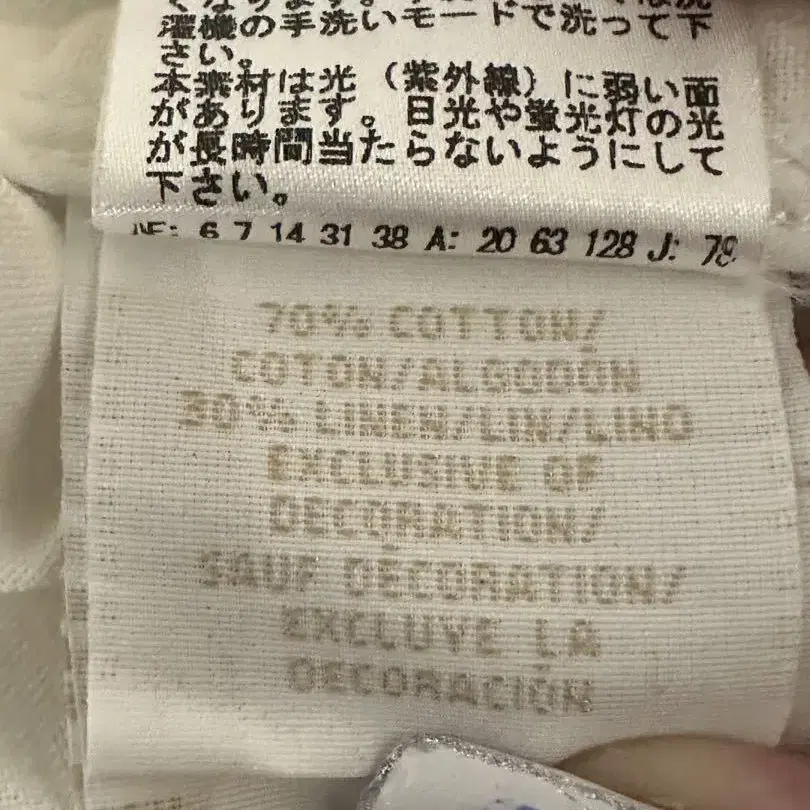 濯機の手洗いモードで洗って下
さい。
本素材は光（紫外線）に弱い面
があります。日光や蛍光灯の光
が長時間当たらないようにして
下さい。
6 7 14 31 38 A: 20 63 128 J: 78
70% COTTON/
COTON/ALGODÓN
30% LINEN/LIN/LINO
EXCLUSIVE OF
DECORATION/
SAUF DÉCORATION/
EXCLUYE LA
DECORACIÓN